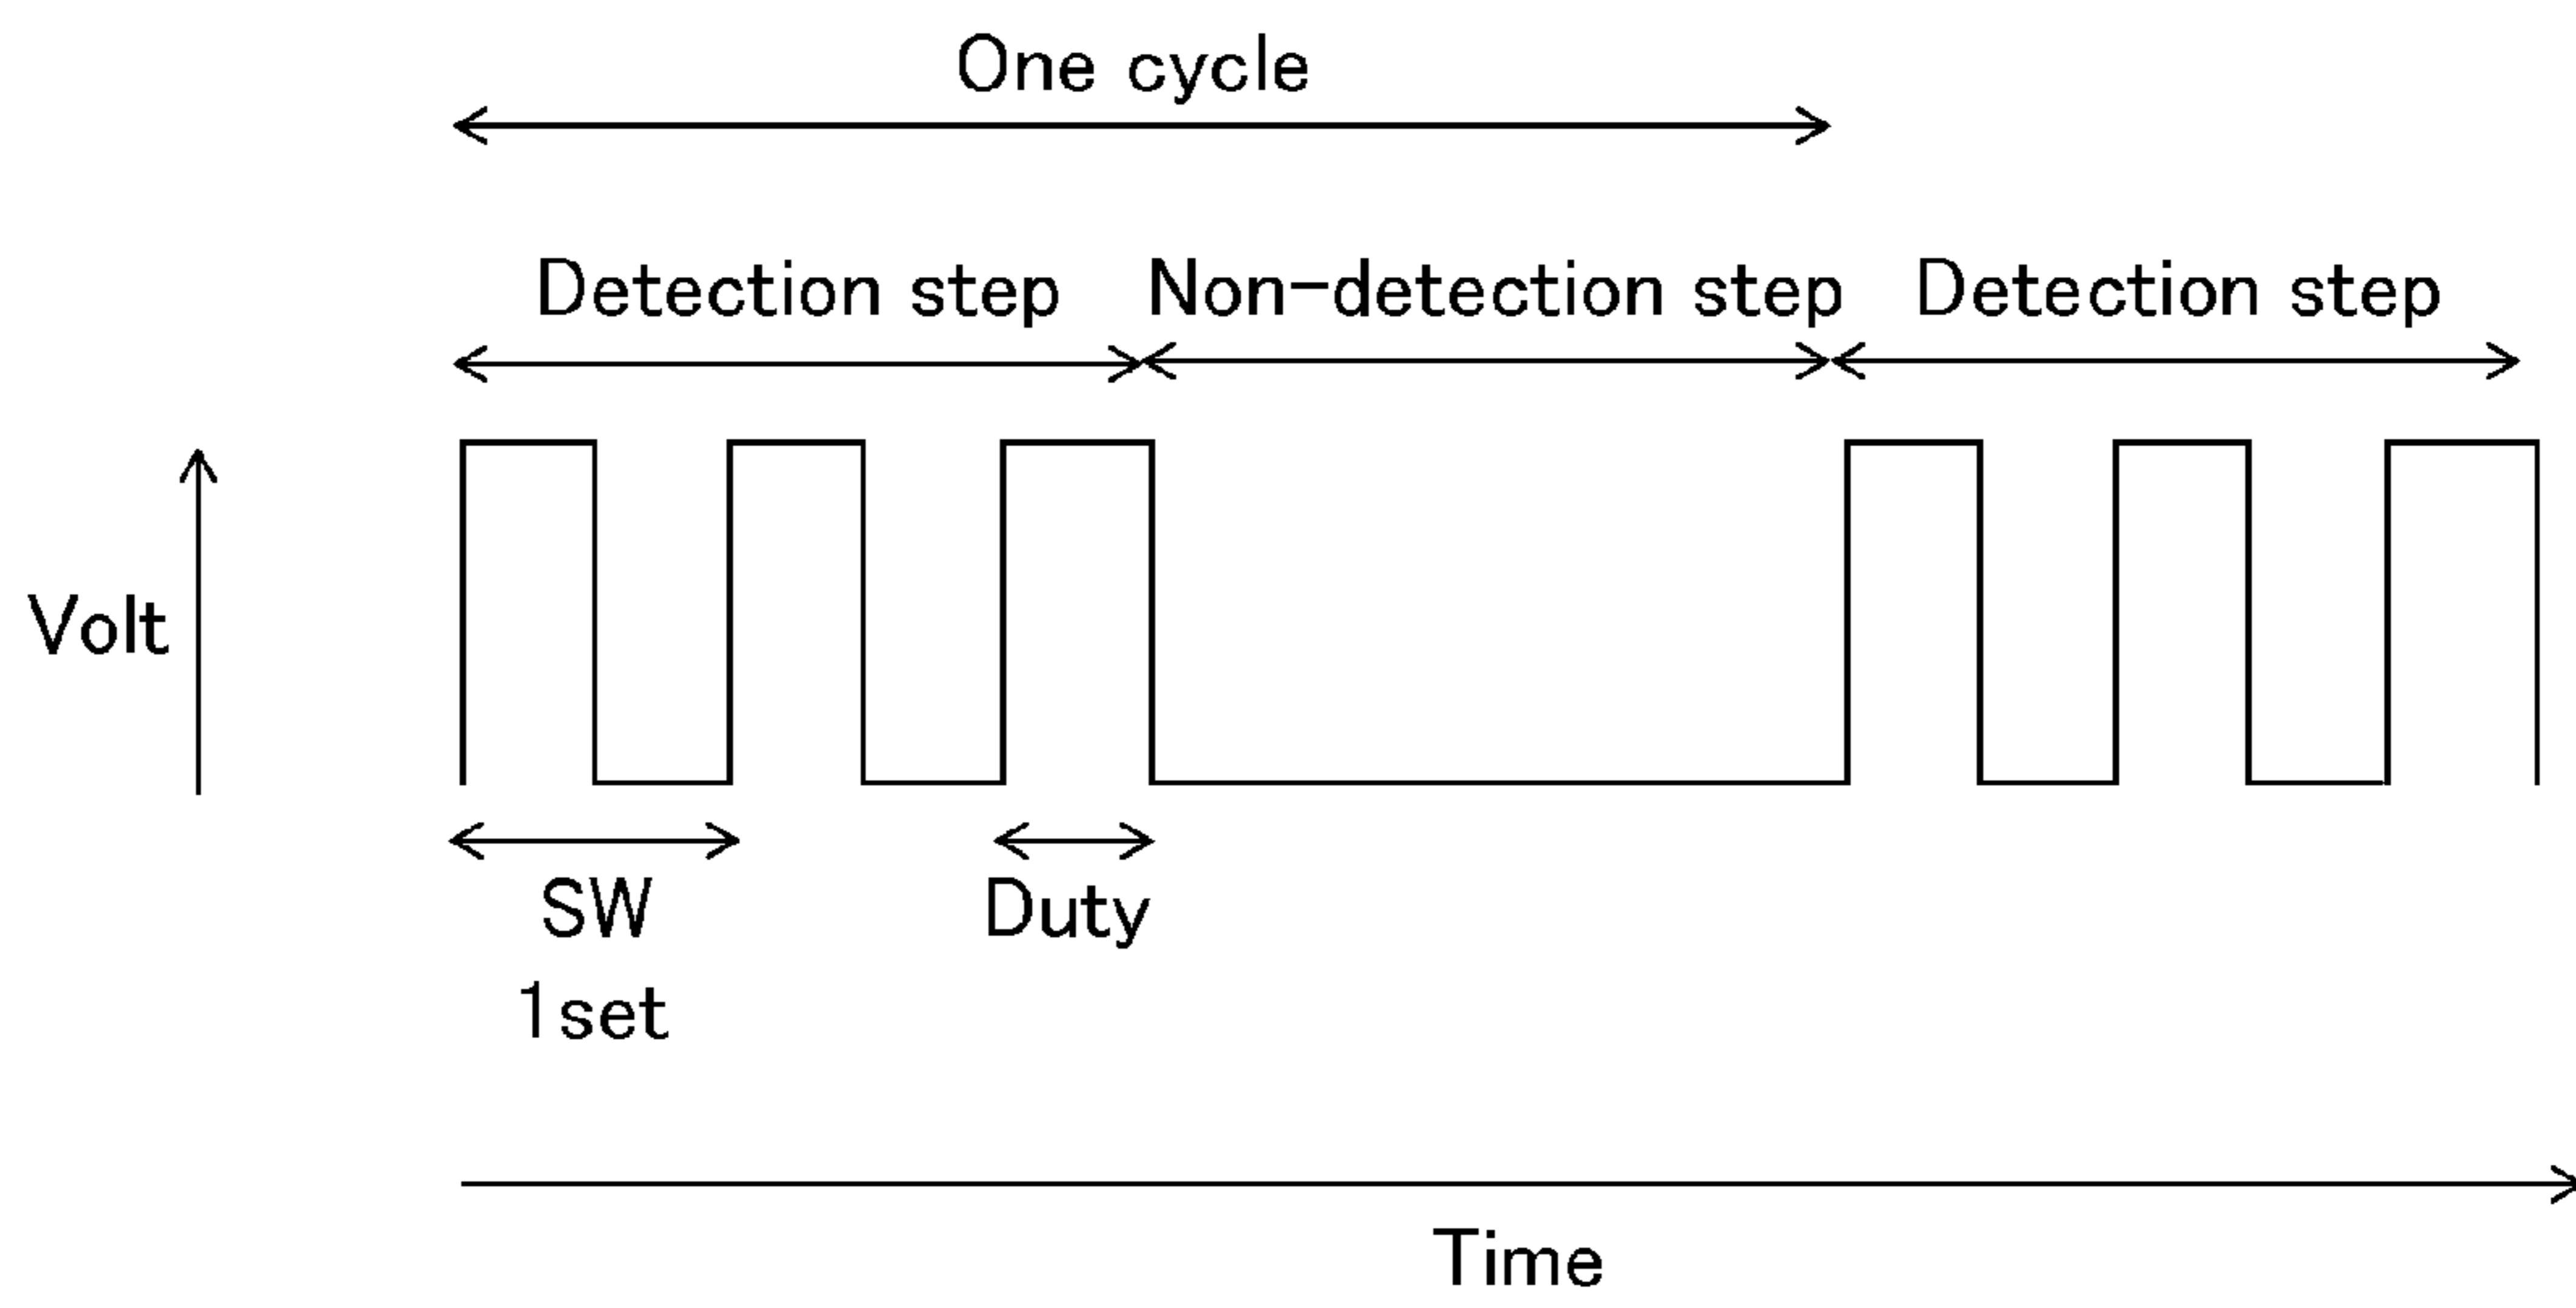 One cycle
Detection step
Non-detection step
Detection step
Volt
SW
1set
Duty
Time